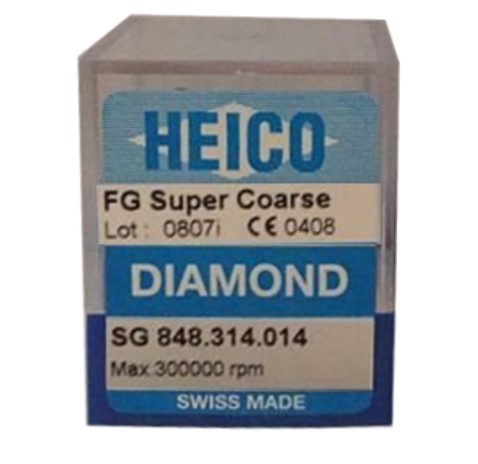 HEICO
FG Super Coarse
Lot : 0807i CE 0408
DIAMOND
SG 848.314.014
Max.300000 rpm
SWISS MADE